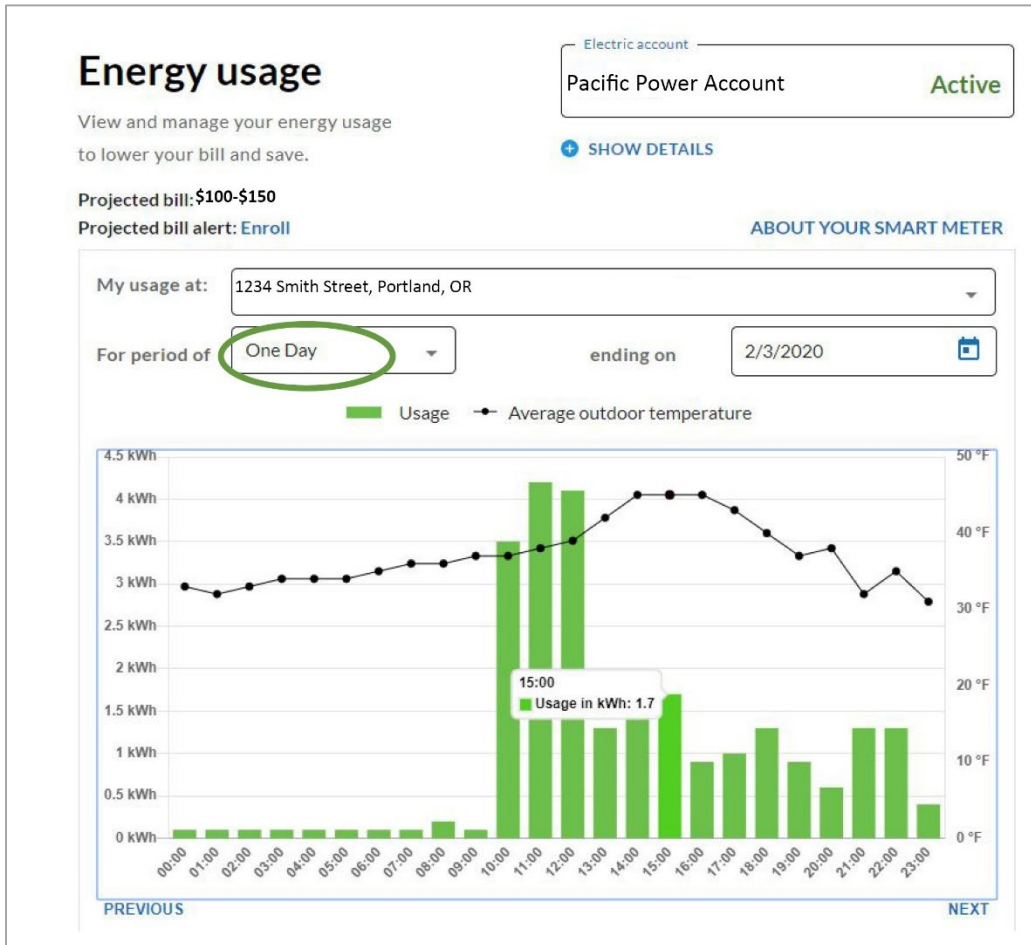 Energy usage
View and manage your energy usage
to lower your bill and save.
Electric account
Pacific Power Account Active
SHOW DETAILS
Projected bill: $100-$150
Projected bill alert: Enroll
ABOUT YOUR SMART METER
My usage at: 1234 Smith Street, Portland, OR
For period of One Day ending on 2/3/2020
Usage Average outdoor temperature
4.5 kWh 50 °F
4 kWh
3.5 kWh 40 °F
3 kWh
2.5 kWh 30 °F
2 kWh
15:00
20 °F
Usage in kWh: 1.7
1.5 kWh
1 kWh 10 °F
0.5 kWh
0 kWh 0 °F
00:00 01:00 02:00 03:00 04:00 05:00 06:00 07:00 08:00 09:00 10:00 11:00 12:00 13:00 14:00 15:00 16:00 17:00 18:00 19:00 20:00 21:00 22:00 23:00
PREVIOUS NEXT